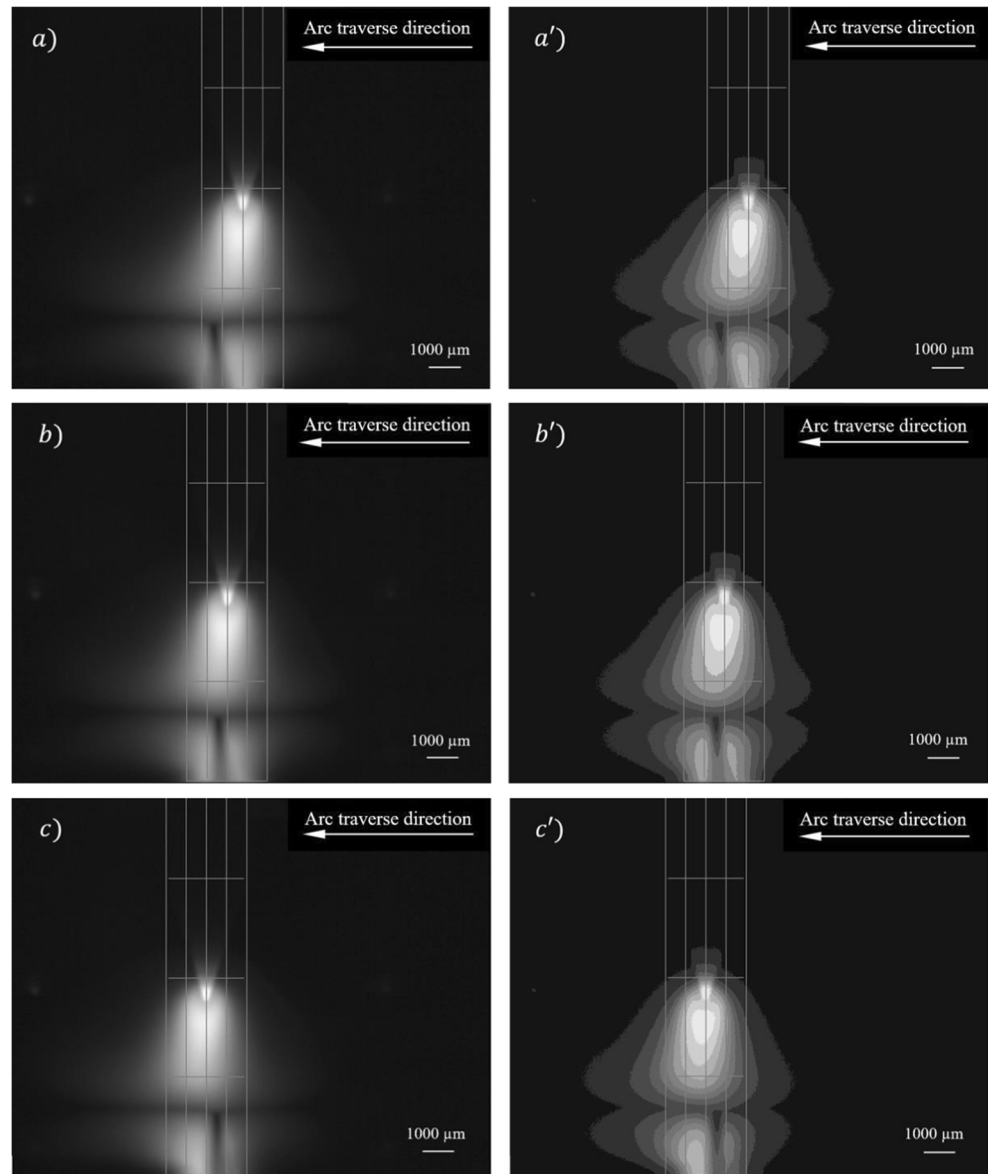 a)
Arc traverse direction
1000 µm
a′)
Arc traverse direction
1000 µm
b)
Arc traverse direction
1000 µm
b′)
Arc traverse direction
1000 µm
c)
Arc traverse direction
1000 µm
c′)
Arc traverse direction
1000 µm